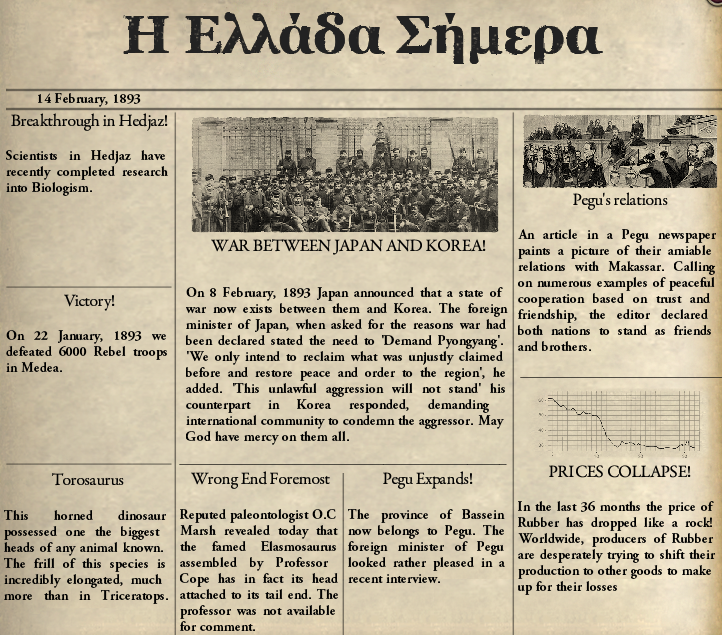 Η Ελλάδα Σήμερα
14 February, 1893
Breakthrough in Hedjaz!
Scientists in Hedjaz have
recently completed research
into Biologism.
Victory!
On 22 January, 1893 we
defeated 6000 Rebel troops
in Medea.
Torosaurus
This horned dinosaur
possessed one the biggest
heads of any animal known.
The frill of this species is
incredibly elongated, much
more than in Triceratops.
WAR BETWEEN JAPAN AND KOREA!
On 8 February, 1893 Japan announced that a state of
war now exists between them and Korea. The foreign
minister of Japan, when asked for the reasons war had
been declared stated the need to 'Demand Pyongyang'.
'We only intend to reclaim what was unjustly claimed
before and restore peace and order to the region', he
added. 'This unlawful aggression will not stand' his
counterpart in Korea responded, demanding
international community to condemn the aggressor. May
God have mercy on them all.
Wrong End Foremost
Reputed paleontologist O.C
Marsh revealed today that
the famed Elasmosaurus
assembled by Professor
Cope has in fact its head
attached to its tail end. The
professor was not available
for comment.
Pegu Expands!
The province of Bassein
now belongs to Pegu. The
foreign minister of Pegu
looked rather pleased in a
recent interview.
Pegu's relations
An article in a Pegu newspaper
paints a picture of their amiable
relations with Makassar. Calling
on numerous examples of peaceful
cooperation based on trust and
friendship, the editor declared
both nations to stand as friends
and brothers.
PRICES COLLAPSE!
In the last 36 months the price of
Rubber has dropped like a rock!
Worldwide, producers of Rubber
are desperately trying to shift their
production to other goods to make
up for their losses